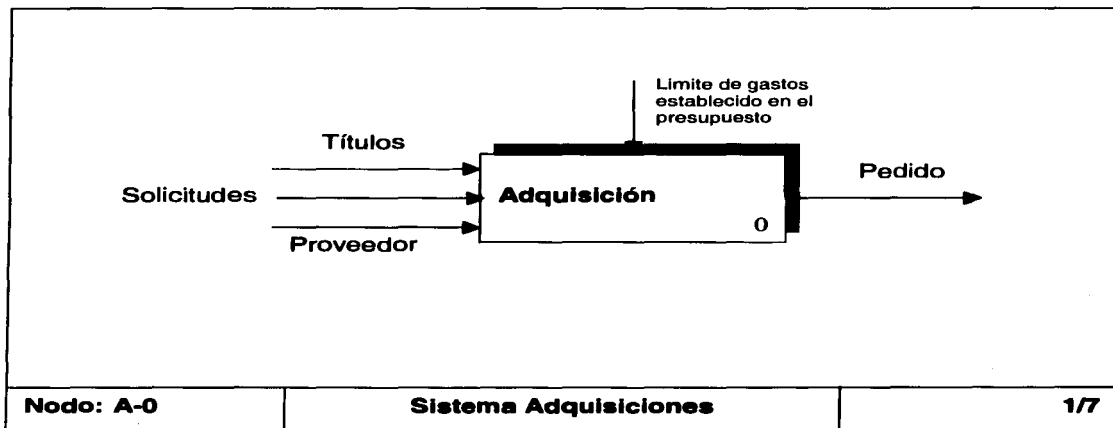 Limite de gastos
establecido en el
presupuesto
Títulos
Solicitudes
Proveedor
Adquisición
0
Pedido
Nodo: A-0
Sistema Adquisiciones
1/7